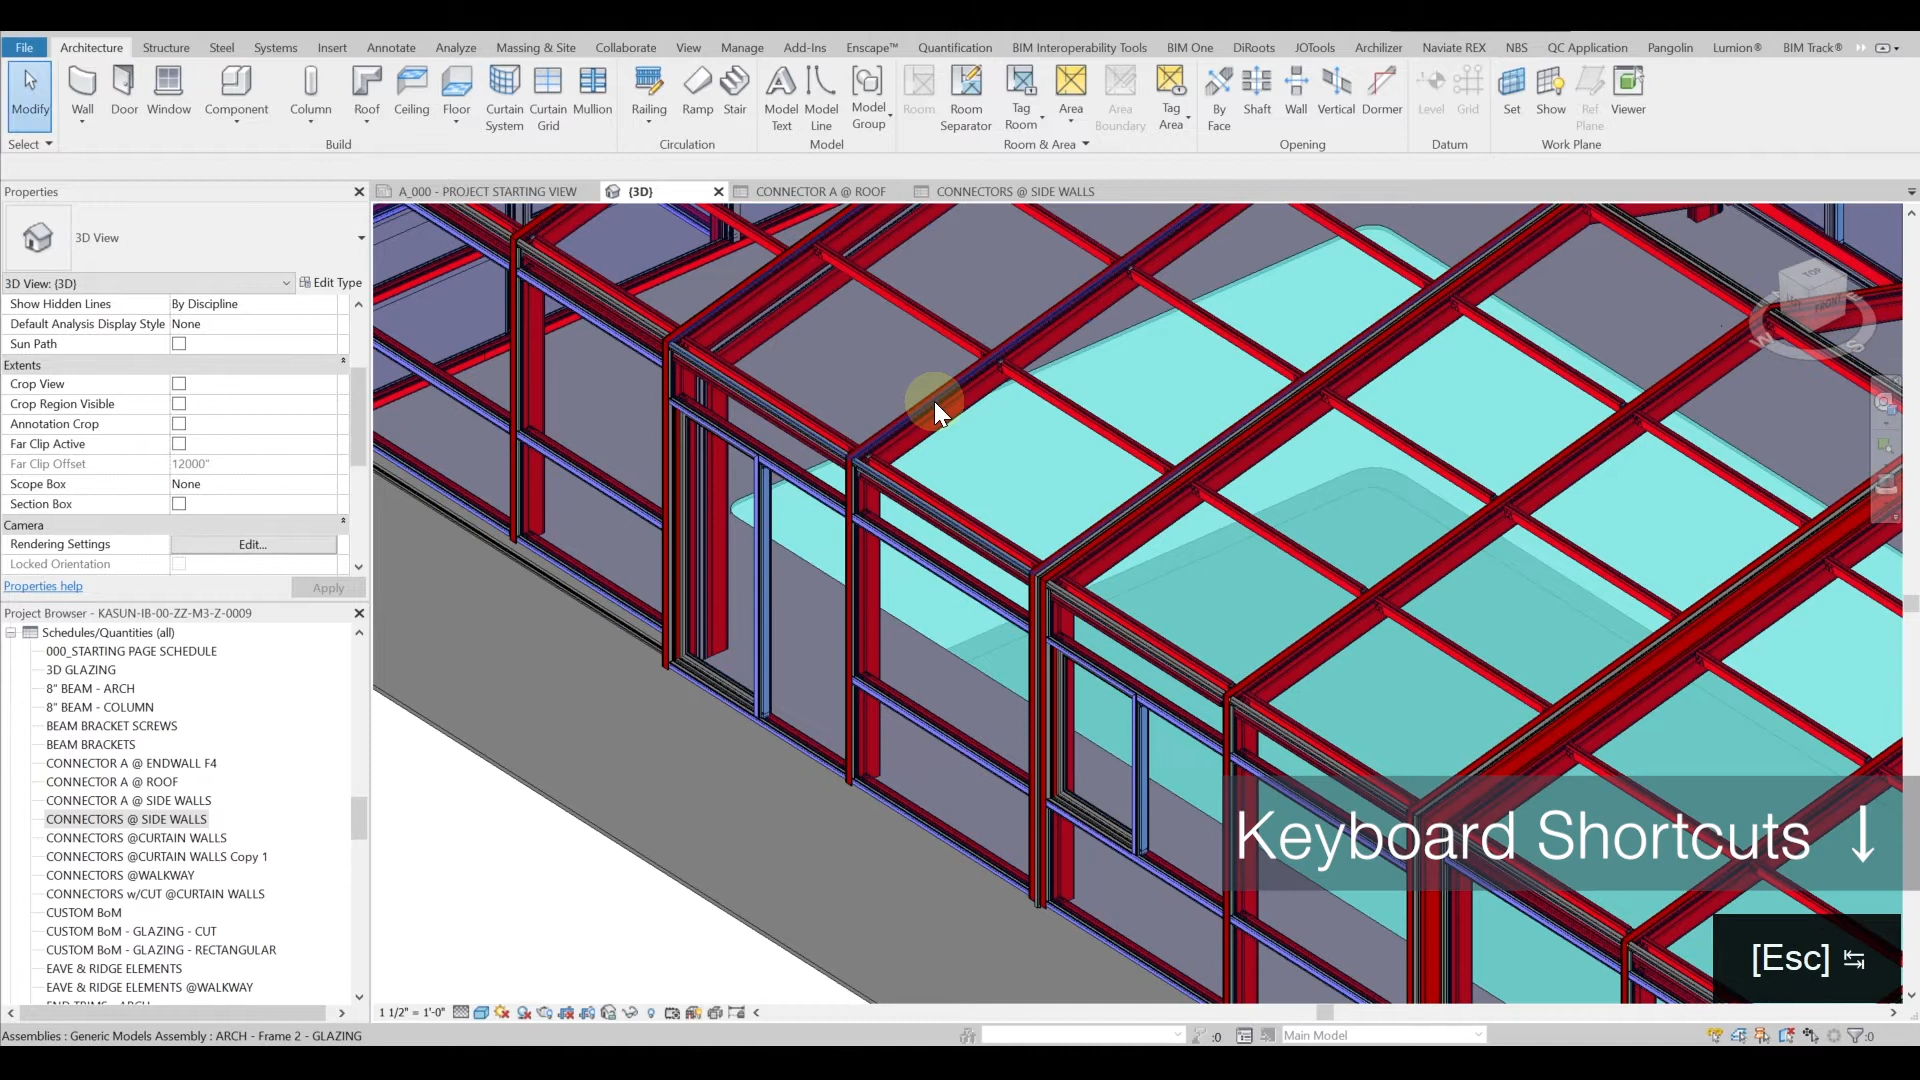 File Architecture Structure Steel Systems Insert Annotate Analyze Massing & Site Collaborate View Manage Add-Ins Enscape™ Quantification BIM Interoperability Tools BIM One DiRoots JOTools Archilizer Naviate REX NBS QC Application Pangolin Lumion® BIM Track®
Modify Wall Door Window Component Column Roof Ceiling Floor Curtain System Curtain Grid Mullion Railing Ramp Stair Model Text Model Line Model Group Room Room Separator Tag Room Area Area Boundary Tag Area By Face Shaft Wall Vertical Dormer Level Grid Set Show Ref Plane Viewer
Select Build Circulation Model Room & Area Opening Datum Work Plane
Properties
A_000 - PROJECT STARTING VIEW {3D} CONNECTOR A @ ROOF CONNECTORS @ SIDE WALLS
3D View
3D View: {3D} Edit Type
Show Hidden Lines By Discipline
Default Analysis Display Style None
Sun Path
Extents
Crop View
Crop Region Visible
Annotation Crop
Far Clip Active
Far Clip Offset 12000"
Scope Box None
Section Box
Camera
Rendering Settings Edit...
Locked Orientation
Properties help Apply
Project Browser - KASUN-IB-00-ZZ-M3-Z-0009
Schedules/Quantities (all)
000_STARTING PAGE SCHEDULE
3D GLAZING
8" BEAM - ARCH
8" BEAM - COLUMN
BEAM BRACKET SCREWS
BEAM BRACKETS
CONNECTOR A @ ENDWALL F4
CONNECTOR A @ ROOF
CONNECTOR A @ SIDE WALLS
CONNECTORS @ SIDE WALLS
CONNECTORS @CURTAIN WALLS
CONNECTORS @CURTAIN WALLS Copy 1
CONNECTORS @WALKWAY
CONNECTORS w/CUT @CURTAIN WALLS
CUSTOM BoM
CUSTOM BoM - GLAZING - CUT
CUSTOM BoM - GLAZING - RECTANGULAR
EAVE & RIDGE ELEMENTS
EAVE & RIDGE ELEMENTS @WALKWAY
END TRIMS - ARCH
TOP
FRONT
W
S
Keyboard Shortcuts ↓
[Esc]
1 1/2" = 1'-0"
Assemblies : Generic Models Assembly : ARCH - Frame 2 - GLAZING :0 Main Model :0